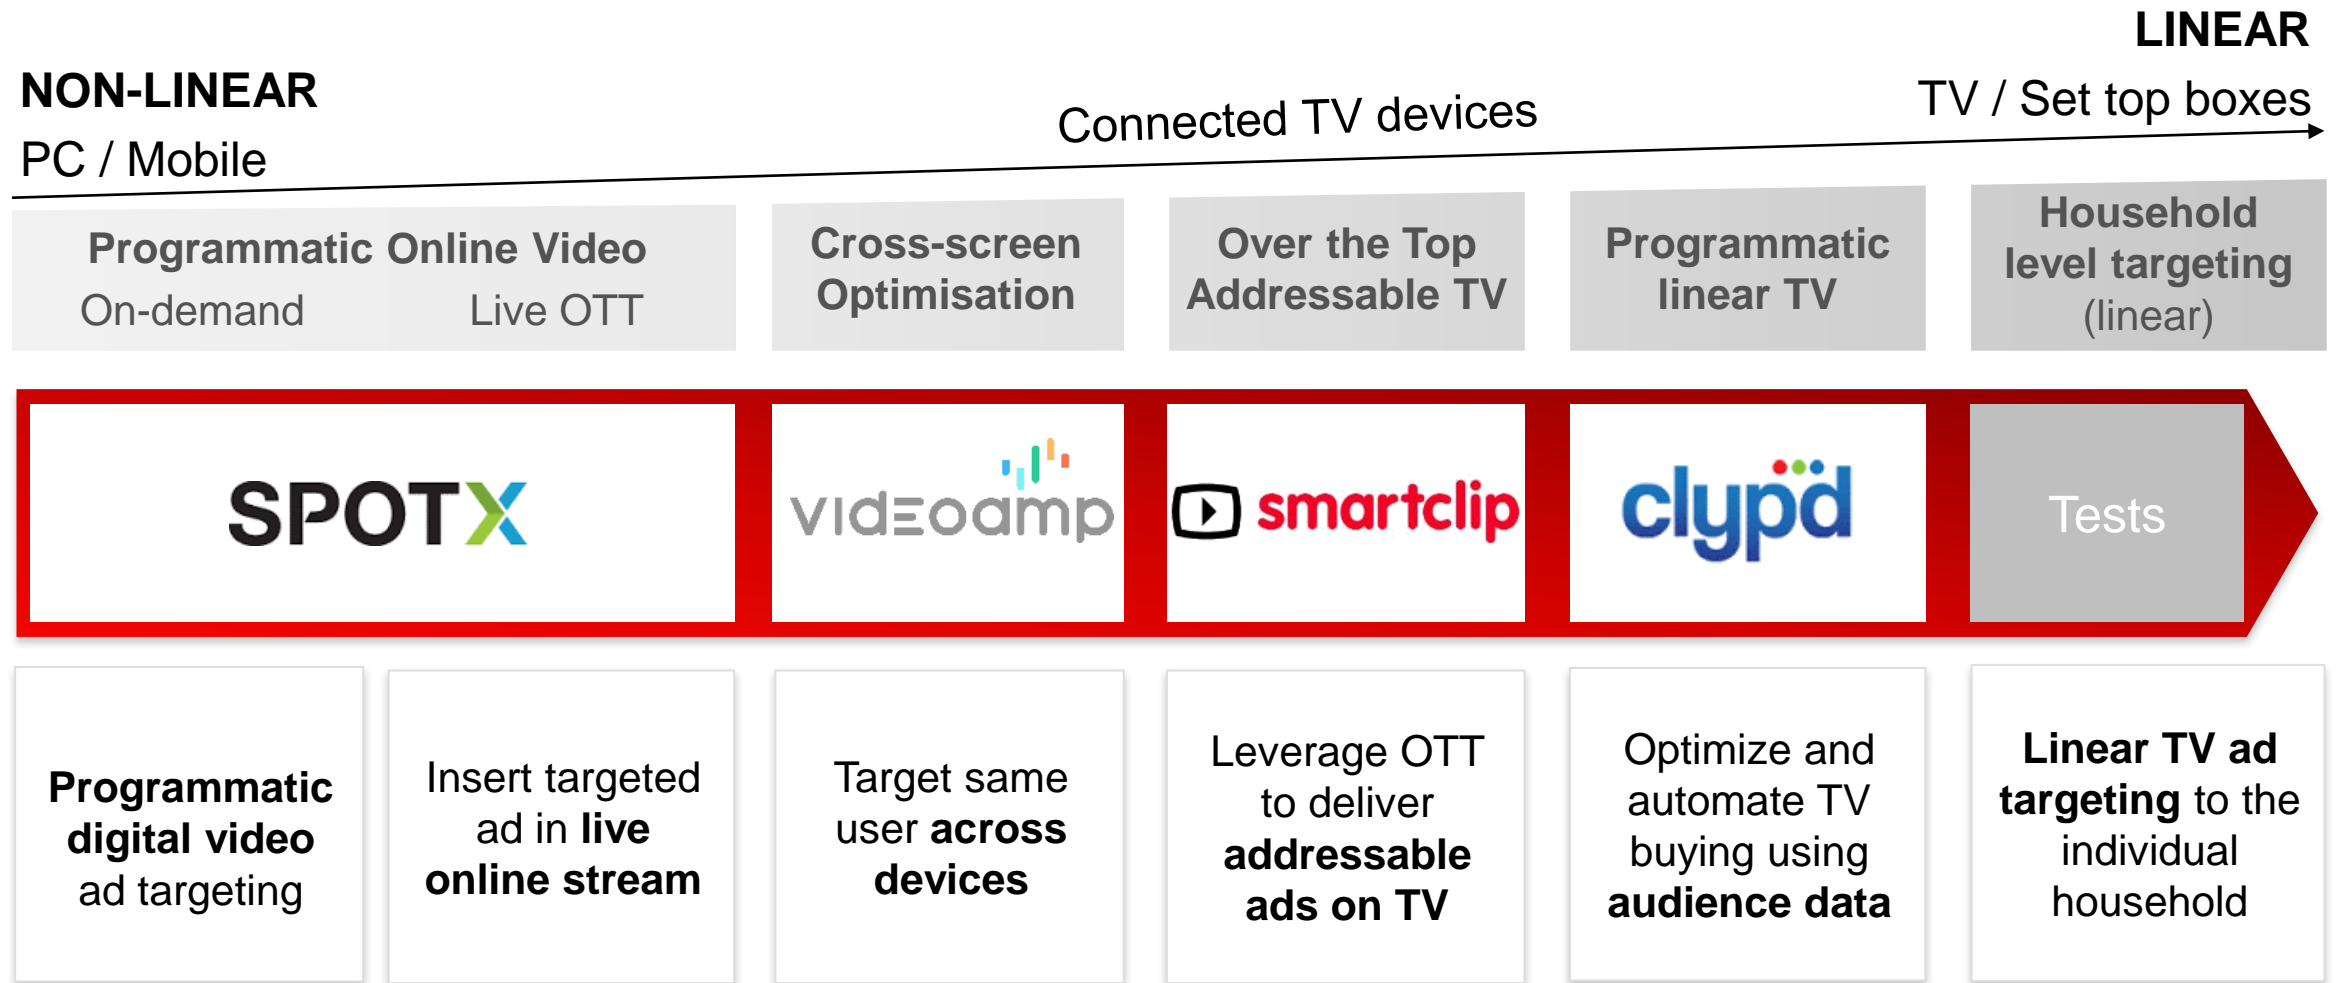 LINEAR
NON-LINEAR
TV / Set top boxes
Connected TV devices
PC / Mobile
Programmatic Online Video
On-demand
Live OTT
Cross-screen
Optimisation
Over the Top
Addressable TV
Programmatic
linear TV
Household
level targeting
(linear)
SPOTX
videoamp
smartclip
clypd
Tests
Programmatic
digital video
ad targeting
Insert targeted
ad in live
online stream
Target same
user across
devices
Leverage OTT
to deliver
addressable
ads on TV
Optimize and
automate TV
buying using
audience data
Linear TV ad
targeting to the
individual
household